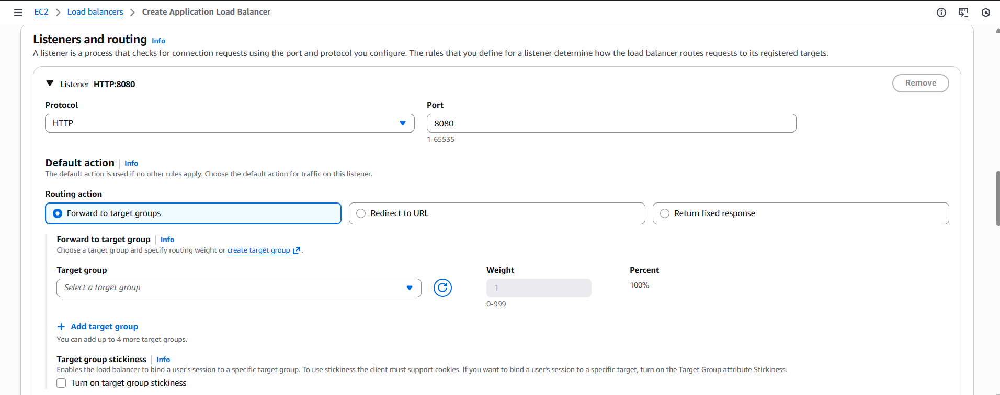 EC2 > Load balancers > Create Application Load Balancer
Listeners and routing Info
A listener is a process that checks for connection requests using the port and protocol you configure. The rules that you define for a listener determine how the load balancer routes requests to its registered targets.
Listener HTTP:8080 Remove
Protocol Port
HTTP 8080
1-65535
Default action Info
The default action is used if no other rules apply. Choose the default action for traffic on this listener.
Routing action
Forward to target groups Redirect to URL Return fixed response
Forward to target group Info
Choose a target group and specify routing weight or create target group.
Target group Weight Percent
Select a target group 1 100%
0-999
+ Add target group
You can add up to 4 more target groups.
Target group stickiness Info
Enables the load balancer to bind a user's session to a specific target group. To use stickiness the client must support cookies. If you want to bind a user's session to a specific target, turn on the Target Group attribute Stickiness.
Turn on target group stickiness